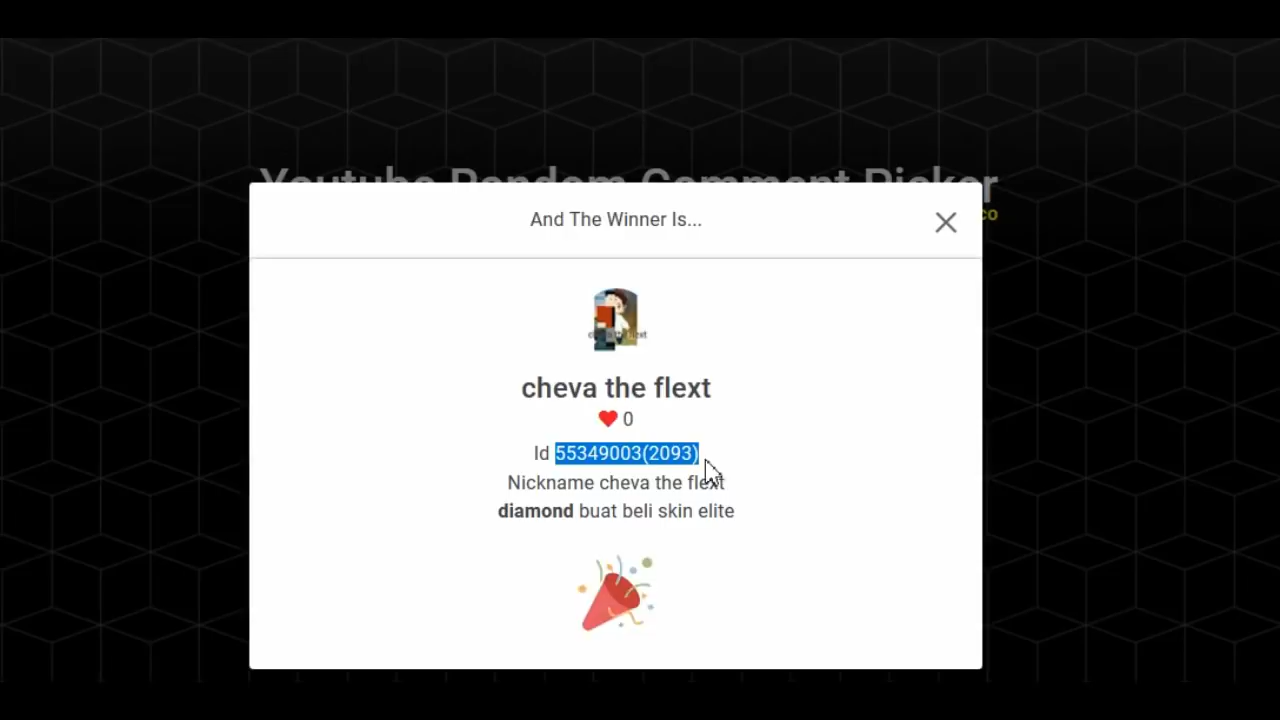 Youtube Random Comment Picker
co
And The Winner Is...
cheva the flext
0
Id 55349003(2093)
Nickname cheva the flext
diamond buat beli skin elite